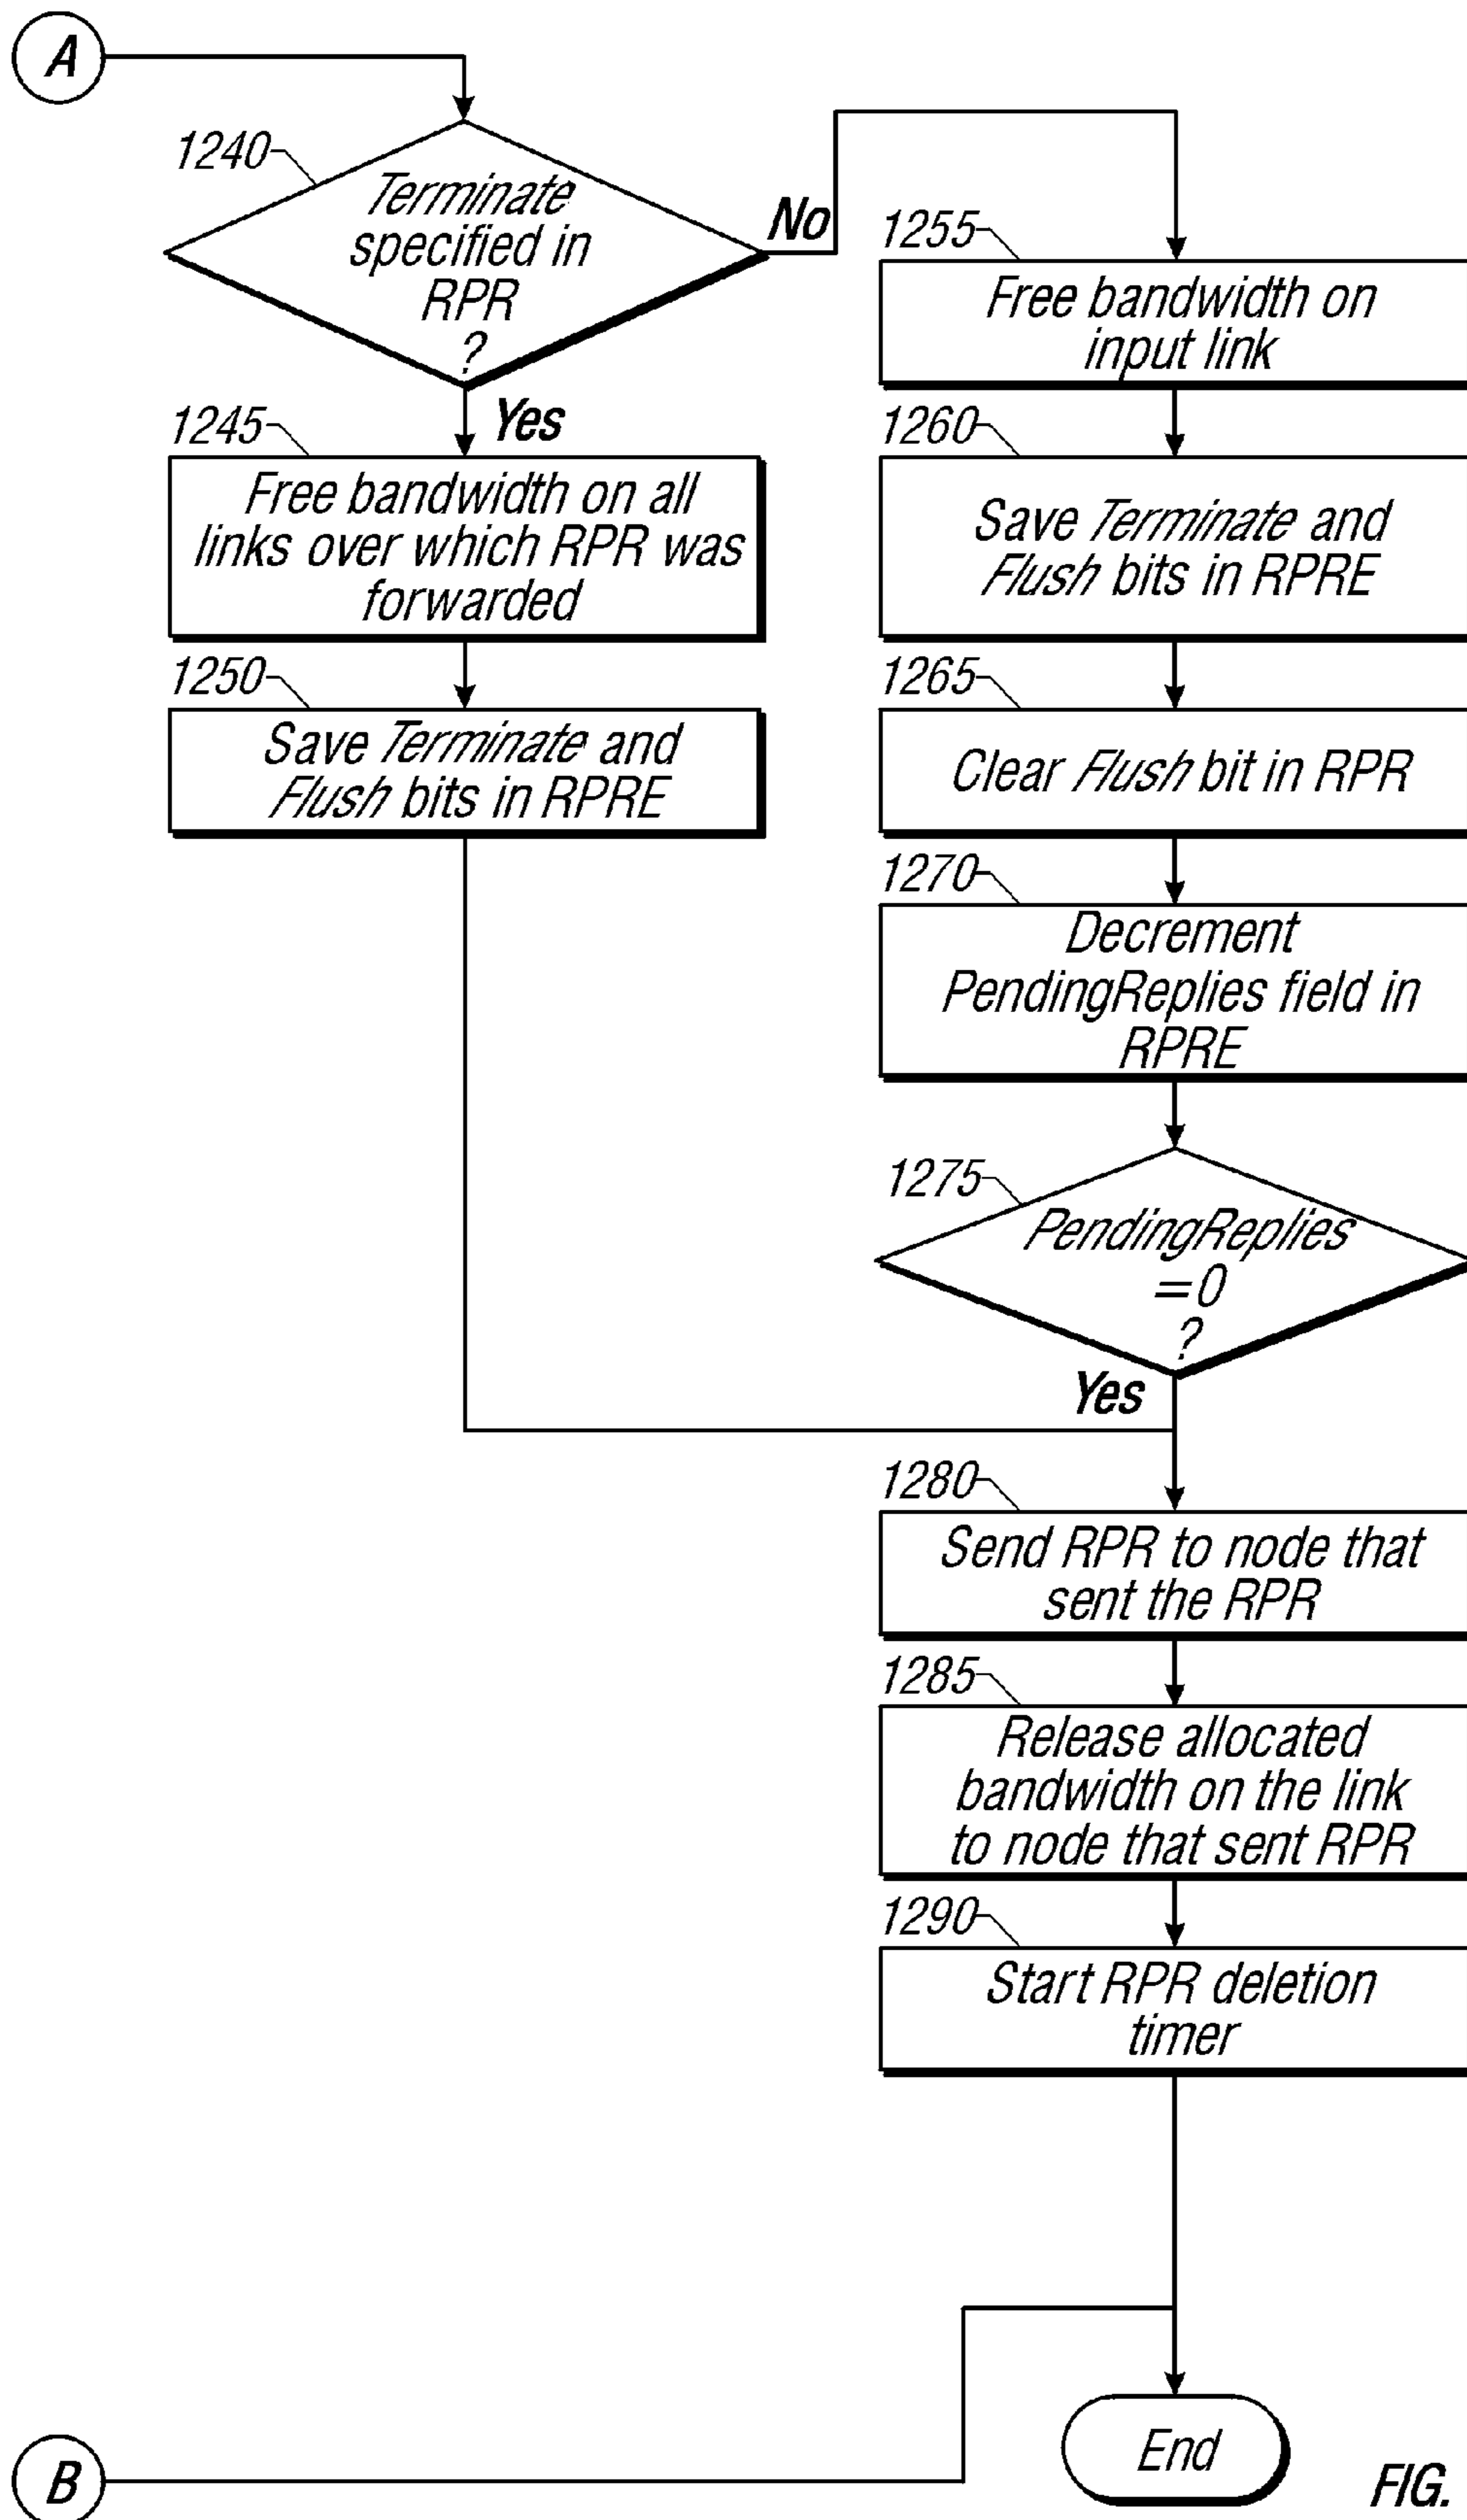 A
1240
Terminate
specified in
RPR
?
No
Yes
1245
Free bandwidth on all
links over which RPR was
forwarded
1250
Save Terminate and
Flush bits in RPRE
1255
Free bandwidth on
input link
1260
Save Terminate and
Flush bits in RPRE
1265
Clear Flush bit in RPR
1270
Decrement
PendingReplies field in
RPRE
1275
PendingReplies
=0
?
Yes
1280
Send RPR to node that
sent the RPR
1285
Release allocated
bandwidth on the link
to node that sent RPR
1290
Start RPR deletion
timer
End
B
FIG.